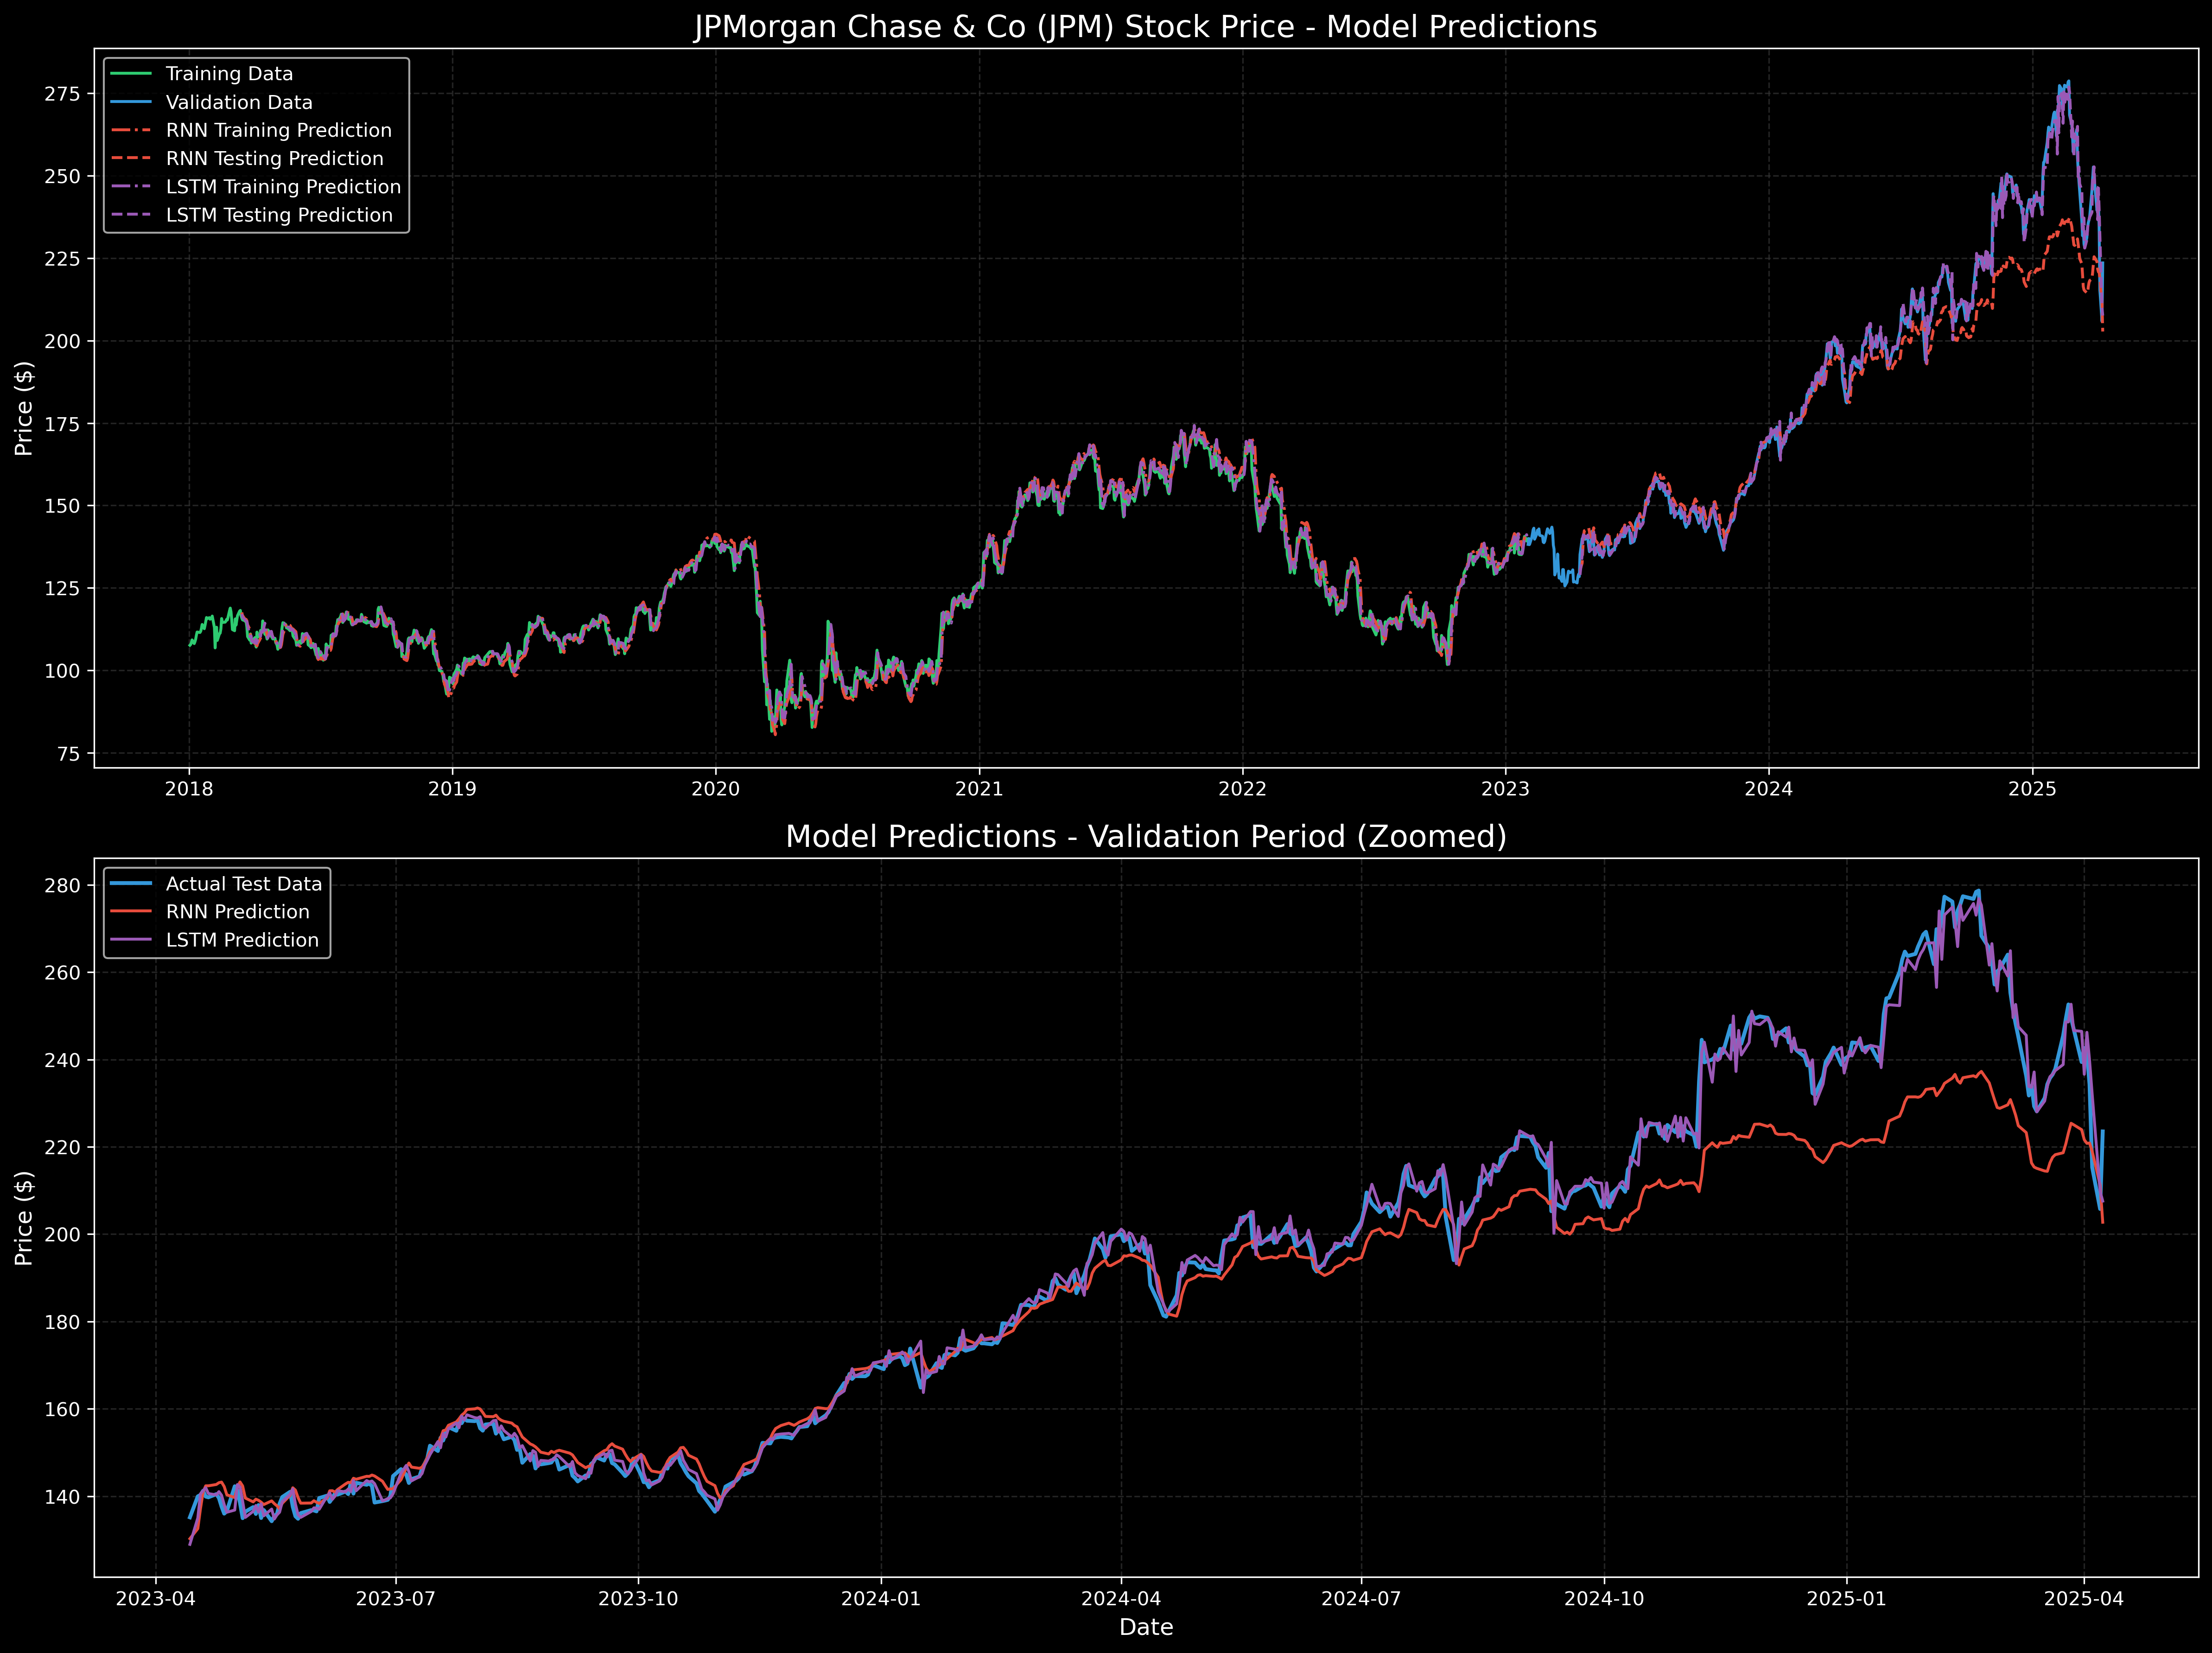 JPMorgan Chase & Co (JPM) Stock Price - Model Predictions
Training Data
Validation Data
RNN Training Prediction
RNN Testing Prediction
LSTM Training Prediction
LSTM Testing Prediction
Price ($)
275
250
225
200
175
150
125
100
75
2018
2019
2020
2021
2022
2023
2024
2025
Model Predictions - Validation Period (Zoomed)
Actual Test Data
RNN Prediction
LSTM Prediction
Price ($)
280
260
240
220
200
180
160
140
2023-04
2023-07
2023-10
2024-01
2024-04
2024-07
2024-10
2025-01
2025-04
Date